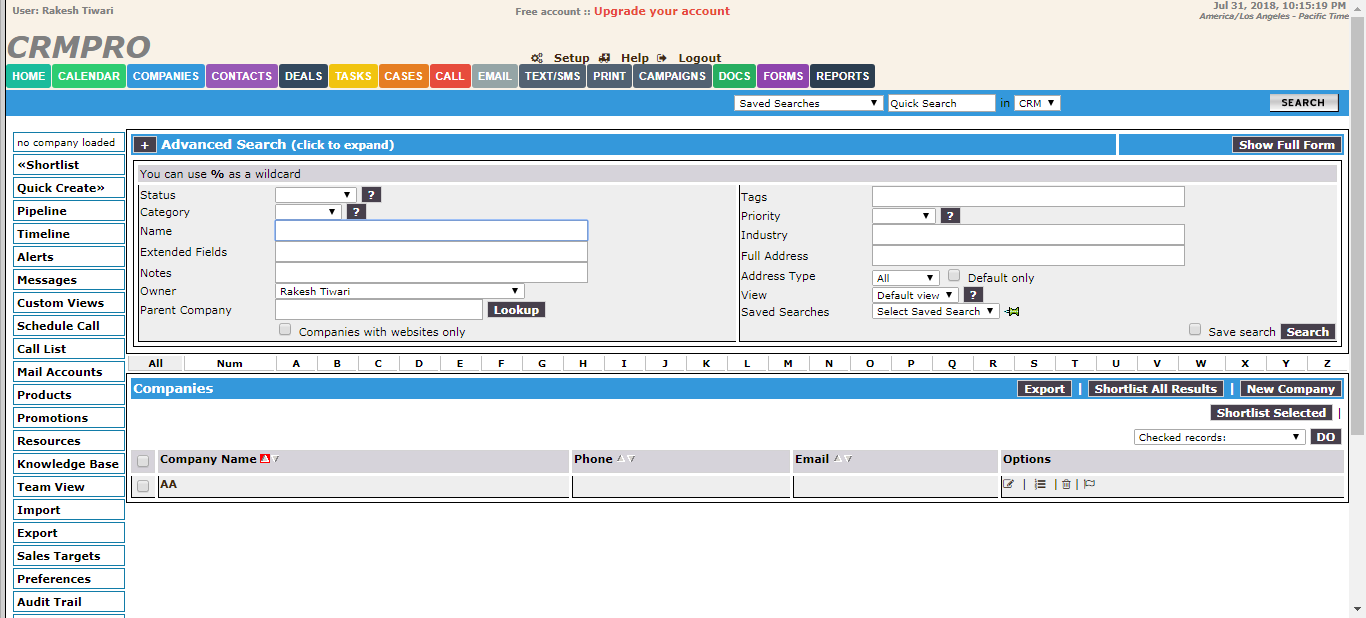 User: Rakesh Tiwari
Free account :: Upgrade your account
Jul 31, 2018, 10:15:19 PM
America/Los Angeles - Pacific Time
CRMPRO
Setup Help Logout
HOME CALENDAR COMPANIES CONTACTS DEALS TASKS CASES CALL EMAIL TEXT/SMS PRINT CAMPAIGNS DOCS FORMS REPORTS
Saved Searches Quick Search in CRM SEARCH
no company loaded
«Shortlist
Quick Create»
Pipeline
Timeline
Alerts
Messages
Custom Views
Schedule Call
Call List
Mail Accounts
Products
Promotions
Resources
Knowledge Base
Team View
Import
Export
Sales Targets
Preferences
Audit Trail
+ Advanced Search (click to expand) Show Full Form
You can use % as a wildcard
Status ?
Category ?
Name
Extended Fields
Notes
Owner Rakesh Tiwari
Parent Company Lookup
Companies with websites only
Tags
Priority ?
Industry
Full Address
Address Type All Default only
View Default view ?
Saved Searches Select Saved Search
Save search Search
All Num A B C D E F G H I J K L M N O P Q R S T U V W X Y Z
Companies Export | Shortlist All Results | New Company
Shortlist Selected |
Checked records: DO
Company Name Phone Email Options
AA | | |